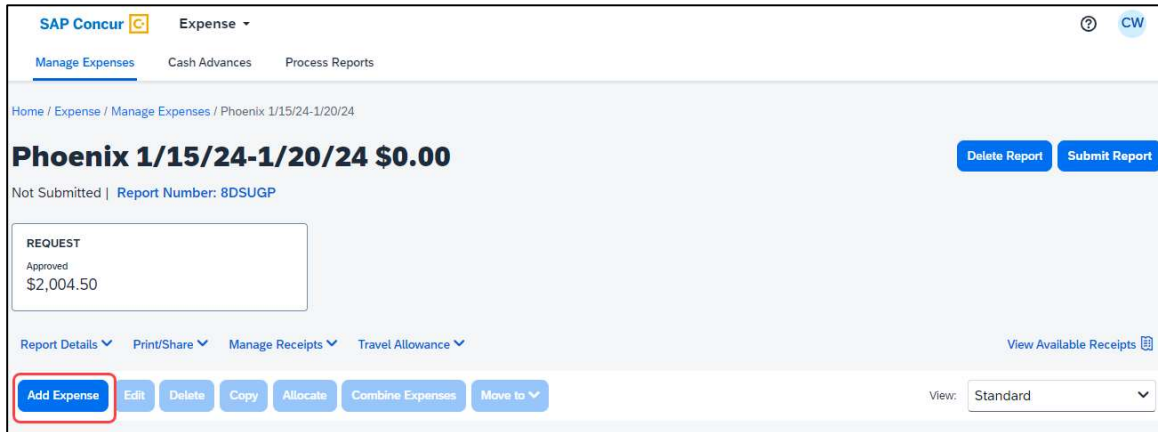 SAP Concur C. Expense CW
Manage Expenses Cash Advances Process Reports
Home / Expense / Manage Expenses / Phoenix 1/15/24-1/20/24
Phoenix 1/15/24-1/20/24 $0.00 Delete Report Submit Report
Not Submitted | Report Number: 8DSUGP
REQUEST
Approved
$2,004.50
Report Details Print/Share Manage Receipts Travel Allowance View Available Receipts
Add Expense Edit Delete Copy Allocate Combine Expenses Move to View: Standard